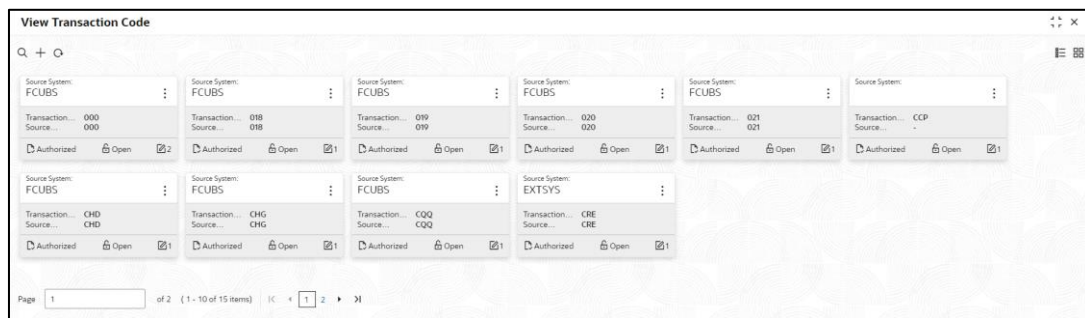 View Transaction Code
Source System: Source System: Source System: Source System: Source System: Source System:
FCUBS FCUBS FCUBS FCUBS FCUBS
Transaction... 000 Transaction... 018 Transaction... 019 Transaction... 020 Transaction... 021 Transaction... CCP
Source... 000 Source... 018 Source... 019 Source... 020 Source... 021 Source... -
Authorized Open 2 Authorized Open 1 Authorized Open 1 Authorized Open 1 Authorized Open 1 Authorized Open 1
Source System: Source System: Source System: Source System:
FCUBS FCUBS FCUBS EXTSYS
Transaction... CHD Transaction... CHG Transaction... CQQ Transaction... CRE
Source... CHD Source... CHG Source... CQQ Source... CRE
Authorized Open 1 Authorized Open 1 Authorized Open 1 Authorized Open 1
Page 1 of 2 ( 1 - 10 of 15 items) 1 2